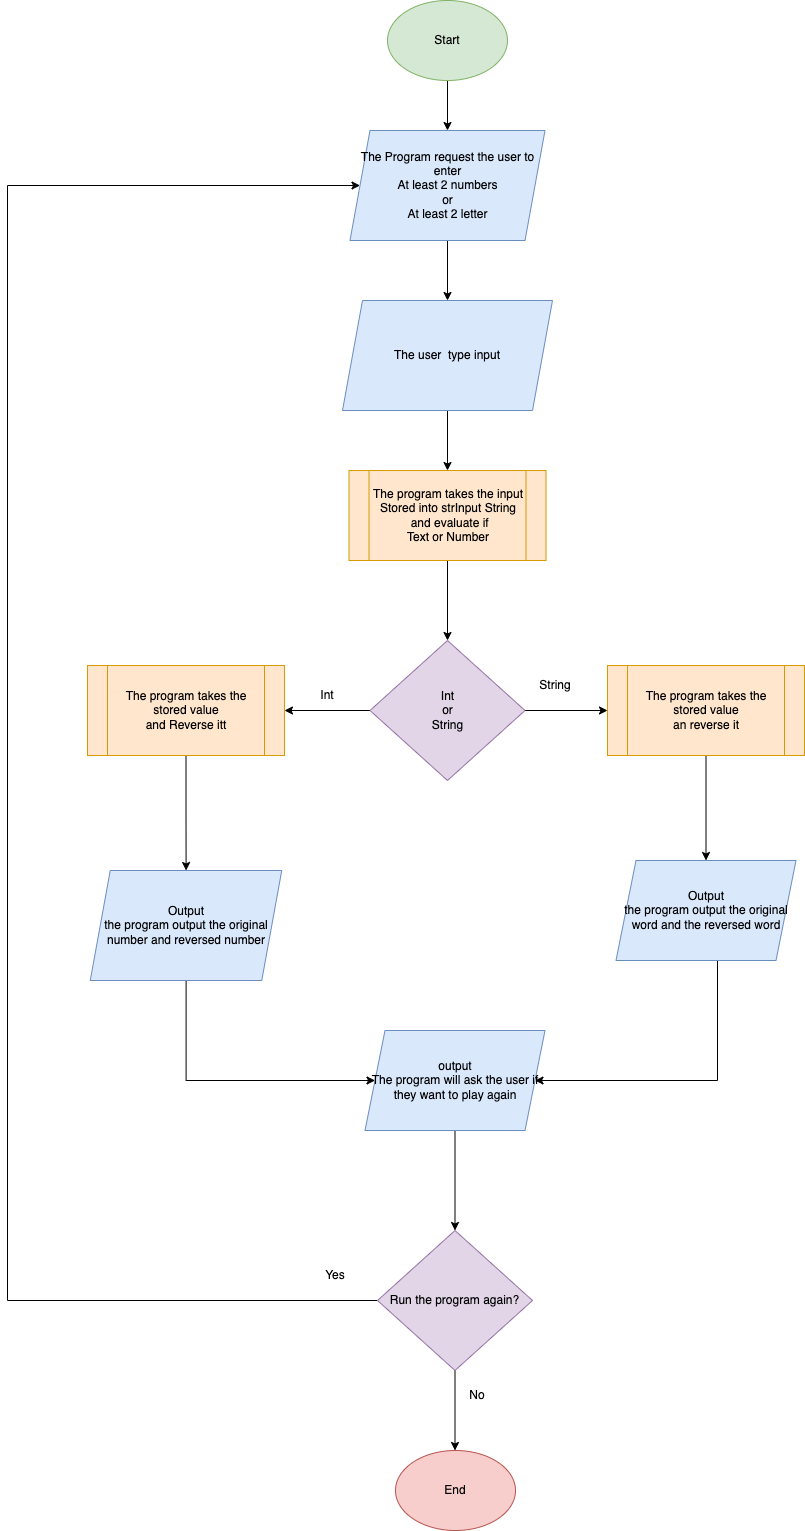 Start
The Program request the user to
enter
At least 2 numbers
or
At least 2 letter
The user type input
The program takes the input
Stored into strInput String
and evaluate if
Text or Number
Int
or
String
Int
String
The program takes the
stored value
and Reverse itt
The program takes the
stored value
an reverse it
Output
the program output the original
number and reversed number
Output
the program output the original
word and the reversed word
output
The program will ask the user if
they want to play again
Run the program again?
Yes
No
End